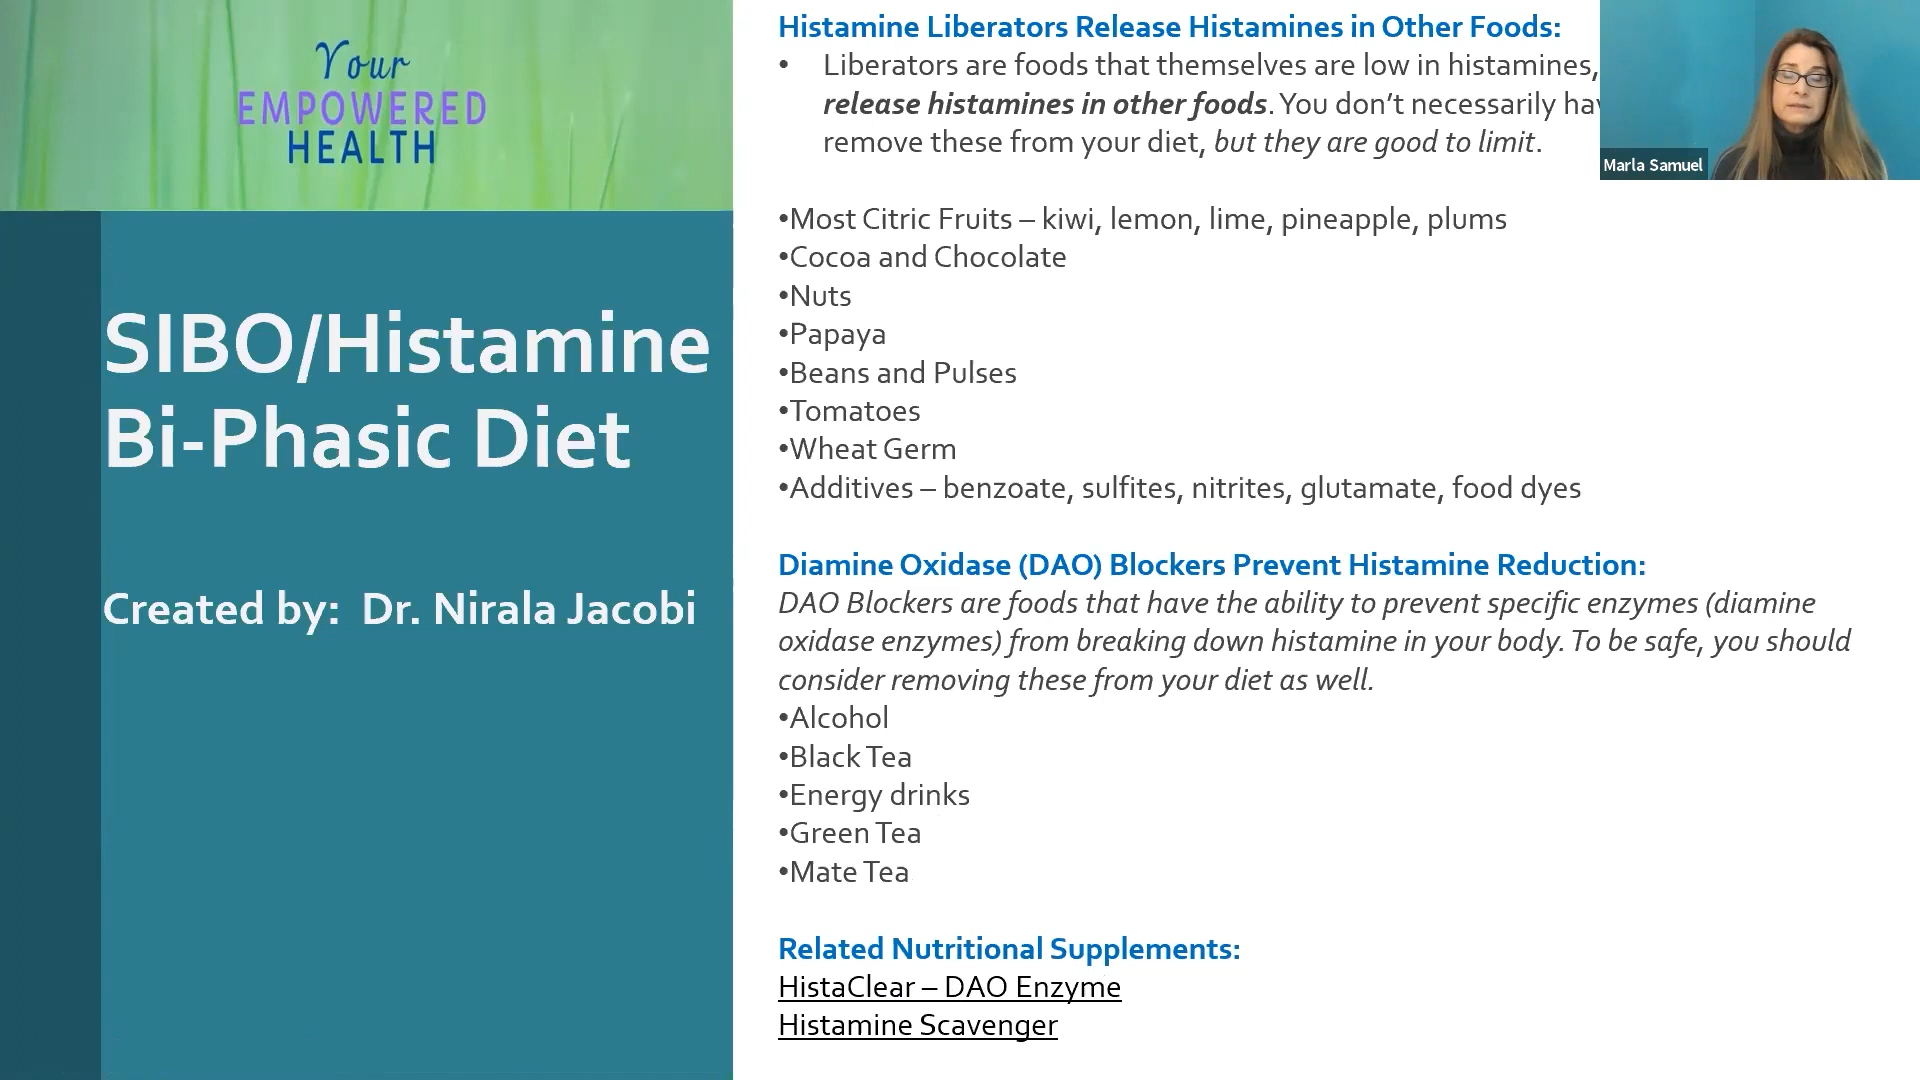 Your
EMPOWERED
HEALTH
SIBO/Histamine
Bi-Phasic Diet
Created by: Dr. Nirala Jacobi
Histamine Liberators Release Histamines in Other Foods:
• Liberators are foods that themselves are low in histamines,
release histamines in other foods. You don’t necessarily
remove these from your diet, but they are good to limit.
•Most Citric Fruits – kiwi, lemon, lime, pineapple, plums
•Cocoa and Chocolate
•Nuts
•Papaya
•Beans and Pulses
•Tomatoes
•Wheat Germ
•Additives – benzoate, sulfites, nitrites, glutamate, food dyes
Diamine Oxidase (DAO) Blockers Prevent Histamine Reduction:
DAO Blockers are foods that have the ability to prevent specific enzymes (diamine
oxidase enzymes) from breaking down histamine in your body. To be safe, you should
consider removing these from your diet as well.
•Alcohol
•Black Tea
•Energy drinks
•Green Tea
•Mate Tea
Related Nutritional Supplements:
HistaClear – DAO Enzyme
Histamine Scavenger
Marla Samuel